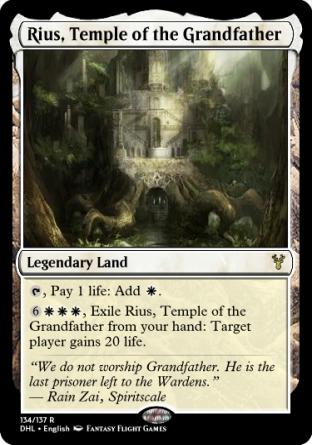 Rius, Temple of the Grandfather
Legendary Land
, Pay 1 life: Add .
6, Exile Rius, Temple of the
Grandfather from your hand: Target
player gains 20 life.
“We do not worship Grandfather. He is the
last prisoner left to the Wardens.”
— Rain Zai, Spiritscale
134/137 R
DHL • English FANTASY FLIGHT GAMES